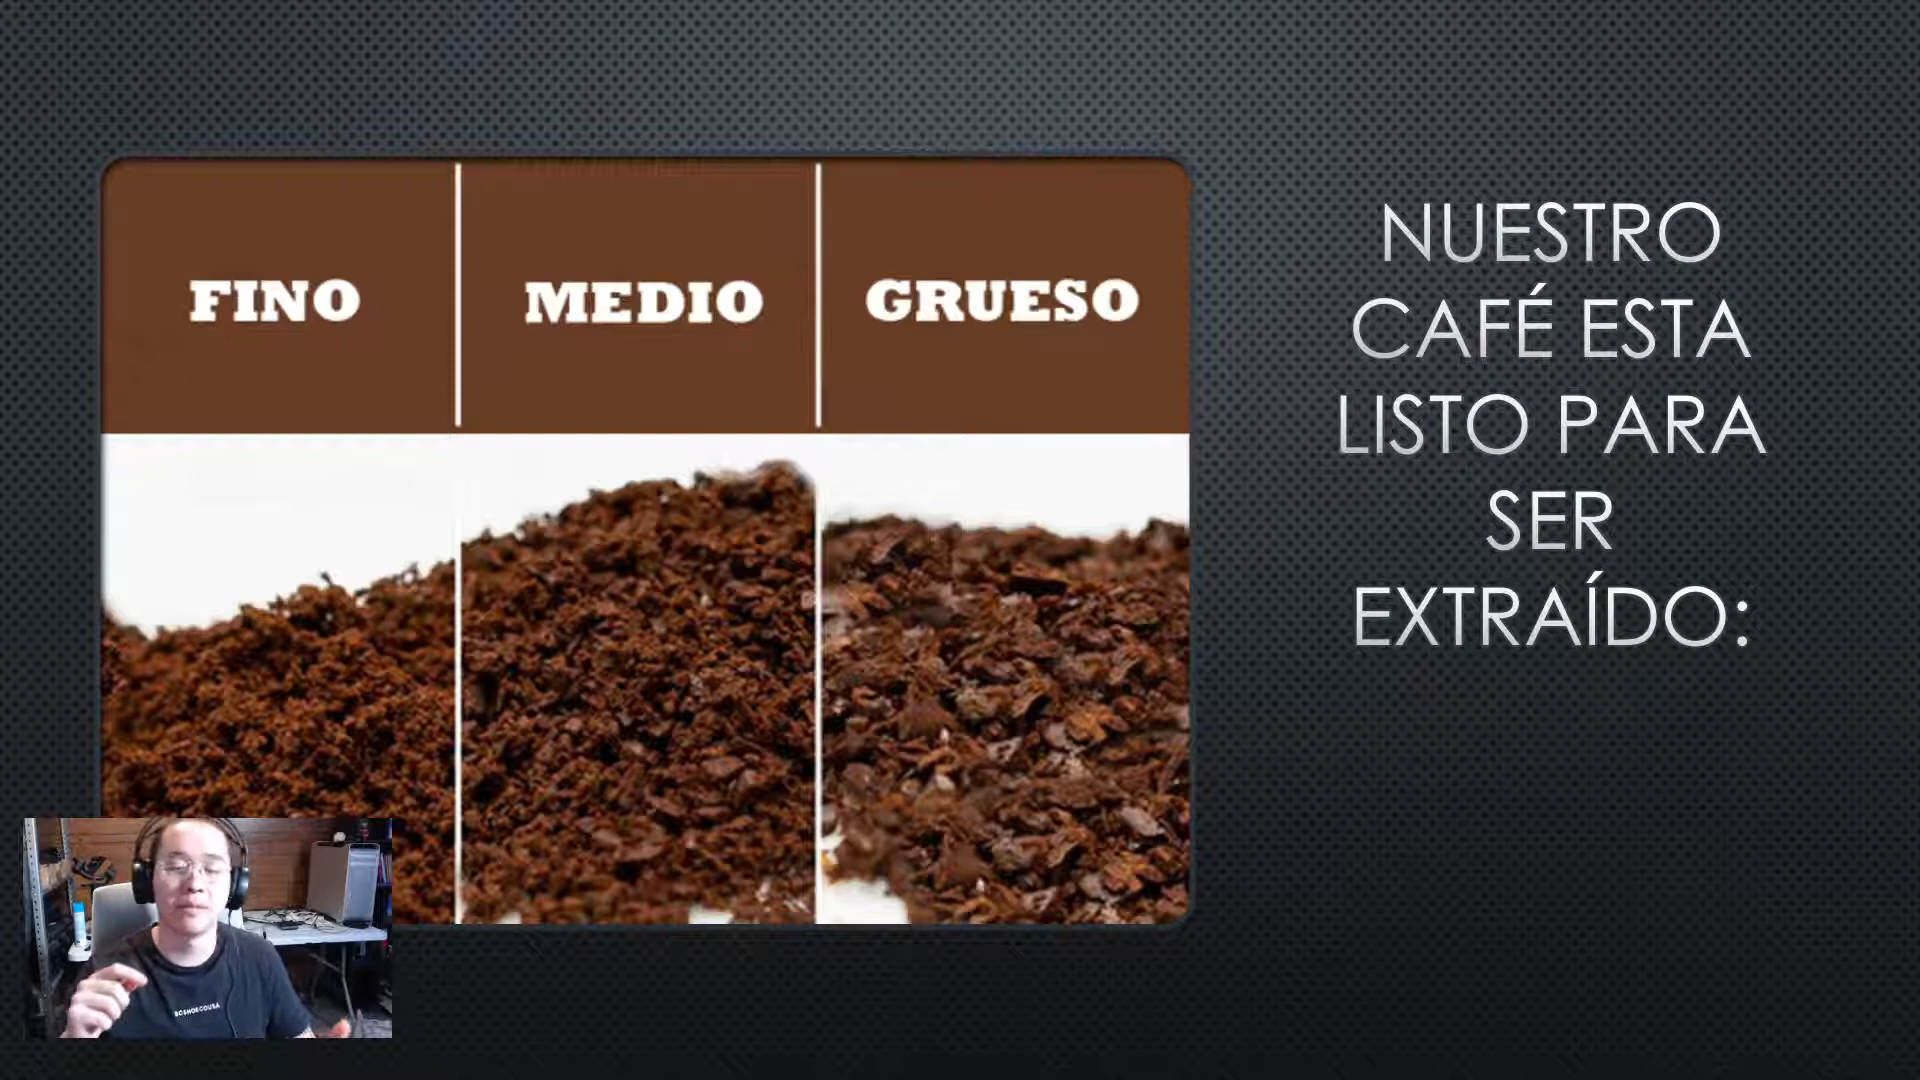 FINO
MEDIO
GRUESO
NUESTRO
CAFÉ ESTA
LISTO PARA
SER
EXTRAÍDO: